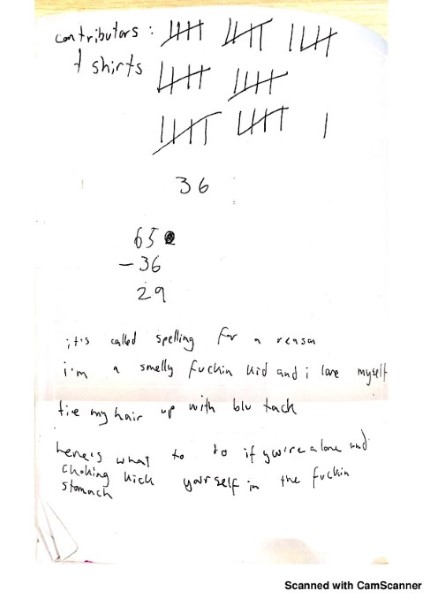 contributors :
t shirts
36
65
-36
29
it's called spelling for a reason
i'm a smelly fuckin kid and i love myself
tie my hair up with blu tack
here's what to do if you're alone and
choking kick yourself in the fuckin
stomach
Scanned with CamScanner